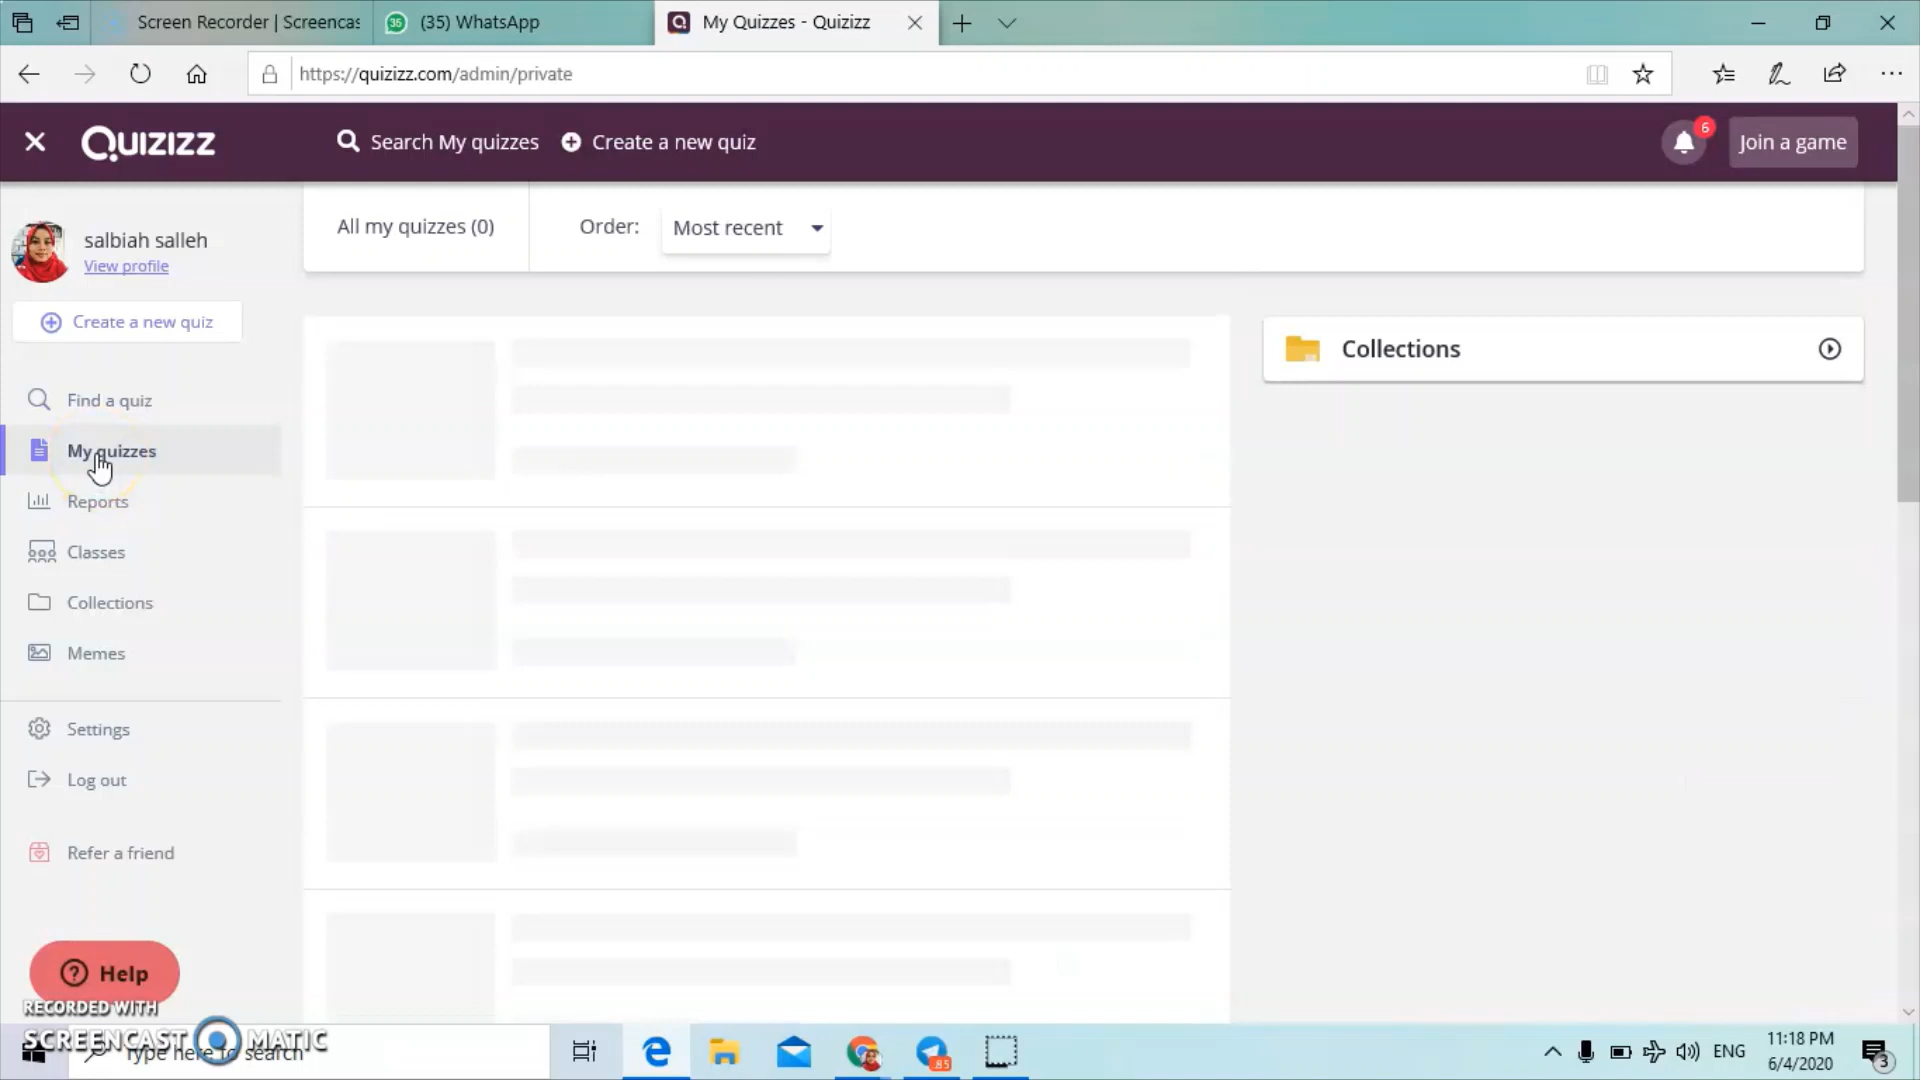 Screen Recorder | Screencas
35
(35) WhatsApp
My Quizzes - Quizizz
https://quizizz.com/admin/private
Quizizz
Search My quizzes
Create a new quiz
6
Join a game
salbiah salleh
View profile
Create a new quiz
Find a quiz
My quizzes
Reports
Classes
Collections
Memes
Settings
Log out
Refer a friend
Help
All my quizzes (0)
Order:
Most recent
Collections
RECORDED WITH
SCREENCAST MATIC
Type here to search
85
ENG
11:18 PM
6/4/2020
3